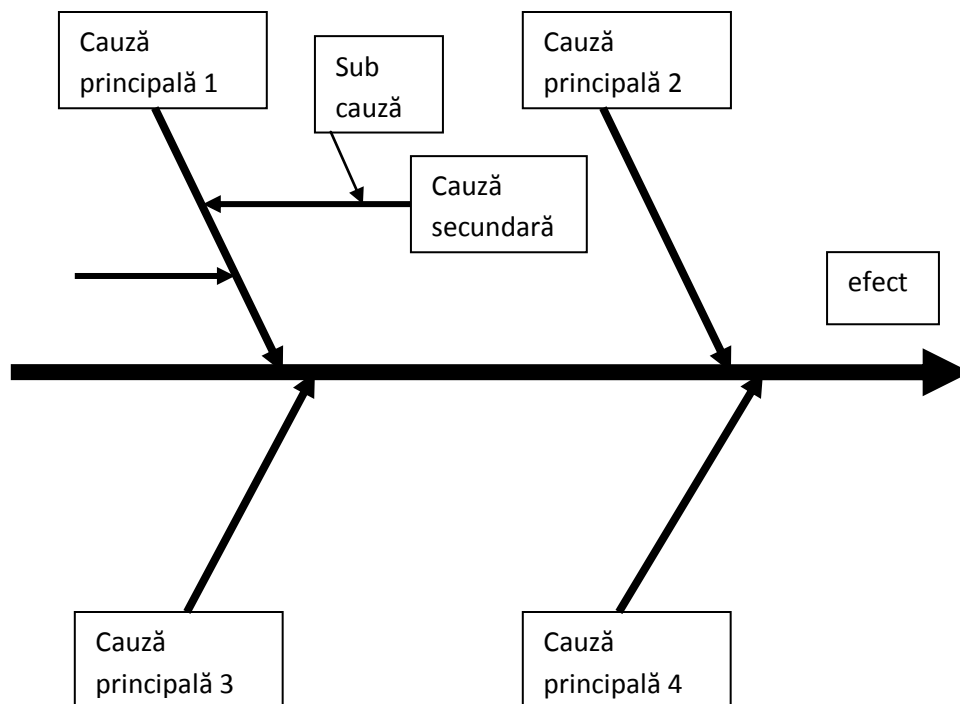 Cauză
principală 1
Sub
cauză
Cauză
principală 2
Cauză
secundară
efect
Cauză
principală 3
Cauză
principală 4